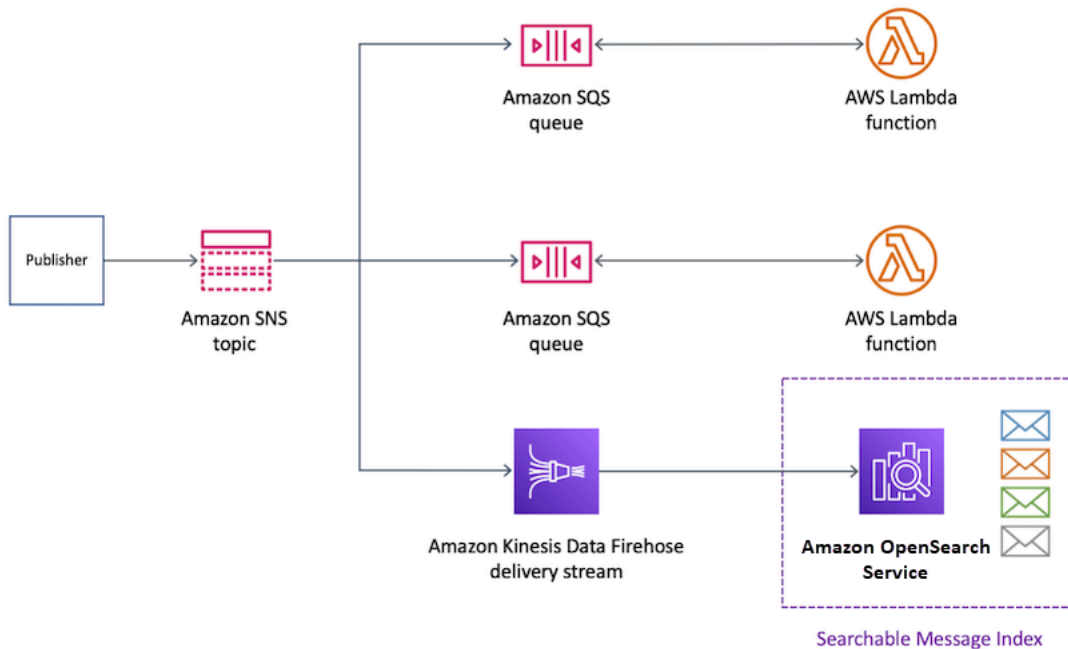 Amazon SQS
queue
AWS Lambda
function
Publisher
Amazon SNS
topic
Amazon SQS
queue
AWS Lambda
function
Amazon Kinesis Data Firehose
delivery stream
Amazon OpenSearch
Service
Searchable Message Index